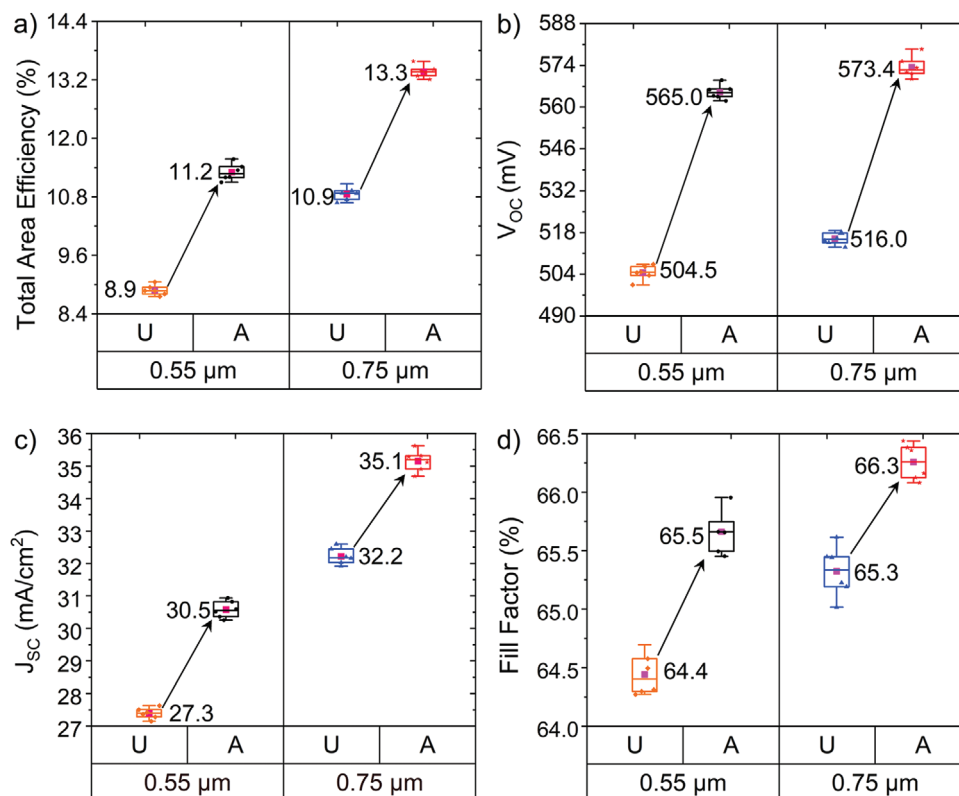 a)
Total Area Efficiency (%)
14.4
13.2
12.0
10.8
9.6
8.4
8.9
11.2
10.9
13.3
U A U A
0.55 µm 0.75 µm
b)
V_OC (mV)
588
574
560
546
532
518
504
490
504.5
565.0
516.0
573.4
U A U A
0.55 µm 0.75 µm
c)
J_SC (mA/cm²)
36
35
34
33
32
31
30
29
28
27
27.3
30.5
32.2
35.1
U A U A
0.55 µm 0.75 µm
d)
Fill Factor (%)
66.5
66.0
65.5
65.0
64.5
64.0
64.4
65.5
65.3
66.3
U A U A
0.55 µm 0.75 µm